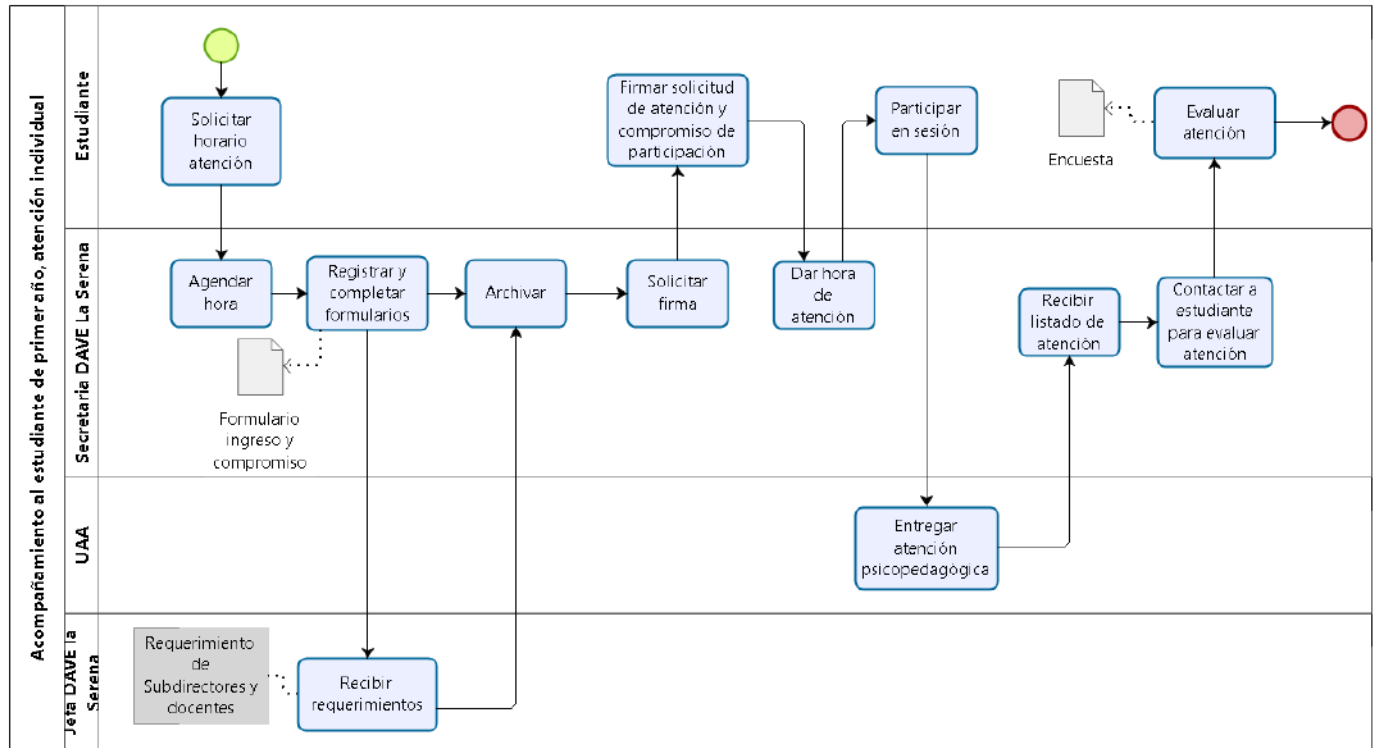 Acompañamiento al estudiante de primer año, atención individual
Estudiante
Solicitar
horario
atención
Firmar solicitud
de atención y
compromiso de
participación
Participar
en sesión
Encuesta
Evaluar
atención
Secretaria DAVE La Serena
Agendar
hora
Registrar y
completar
formularios
Archivar
Solicitar
firma
Dar hora
de
atención
Recibir
listado de
atención
Contactar a
estudiante
para evaluar
atención
Formulario
ingreso y
compromiso
UAA
Entregar
atención
psicopedagógica
Jefa DAVE la
Serena
Requerimiento
de
Subdirectores y
docentes
Recibir
requerimientos